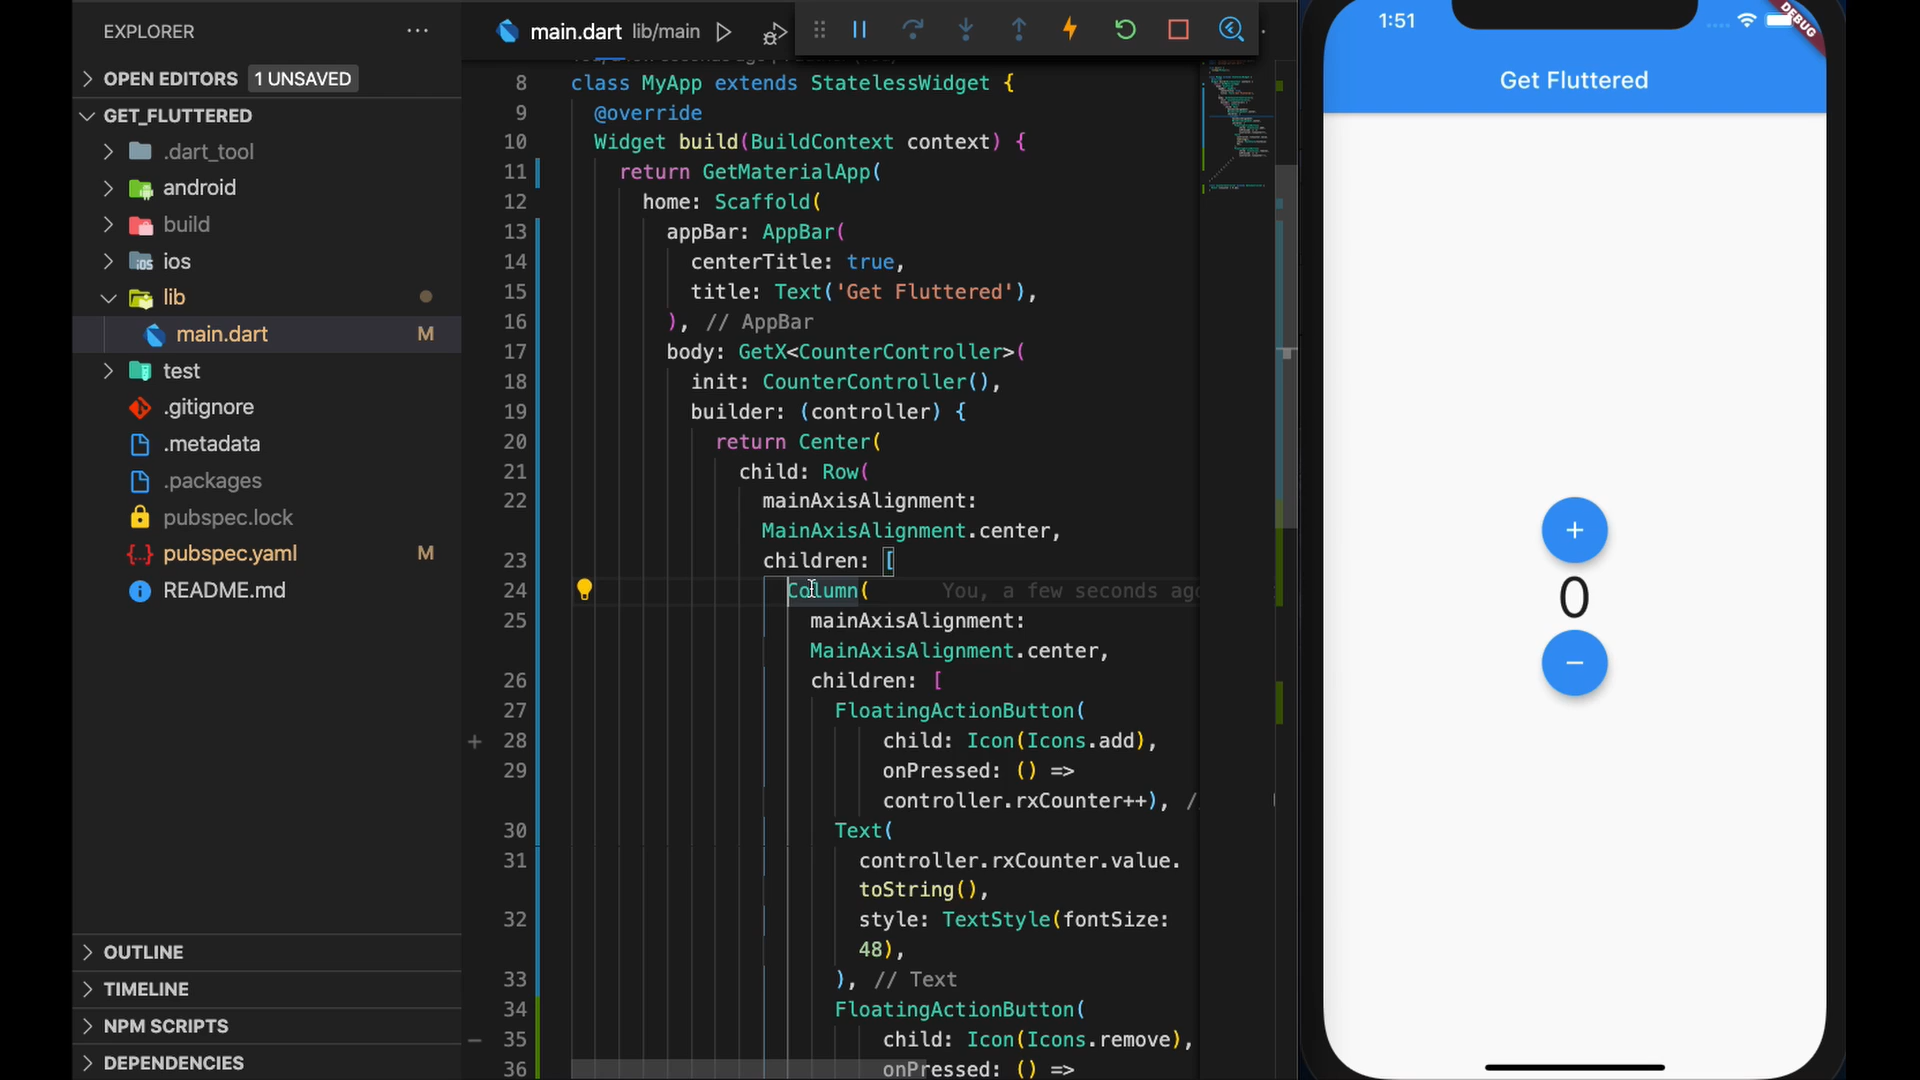 EXPLORER
OPEN EDITORS 1 UNSAVED
GET_FLUTTERED
.dart_tool
android
build
ios
lib
main.dart M
test
.gitignore
.metadata
.packages
pubspec.lock
pubspec.yaml M
README.md
OUTLINE
TIMELINE
NPM SCRIPTS
DEPENDENCIES
main.dart lib/main
8 class MyApp extends StatelessWidget {
9 @override
10 Widget build(BuildContext context) {
11 return GetMaterialApp(
12 home: Scaffold(
13 appBar: AppBar(
14 centerTitle: true,
15 title: Text('Get Fluttered'),
16 ), // AppBar
17 body: GetX<CounterController>(
18 init: CounterController(),
19 builder: (controller) {
20 return Center(
21 child: Row(
22 mainAxisAlignment:
MainAxisAlignment.center,
23 children: [
24 Column( You, a few seconds ago
25 mainAxisAlignment:
MainAxisAlignment.center,
26 children: [
27 FloatingActionButton(
28 child: Icon(Icons.add),
29 onPressed: () =>
controller.rxCounter++), /
30 Text(
31 controller.rxCounter.value.
toString(),
32 style: TextStyle(fontSize:
48),
33 ), // Text
34 FloatingActionButton(
35 child: Icon(Icons.remove),
36 onPressed: () =>
1:51
DEBUG
Get Fluttered
+
0
−